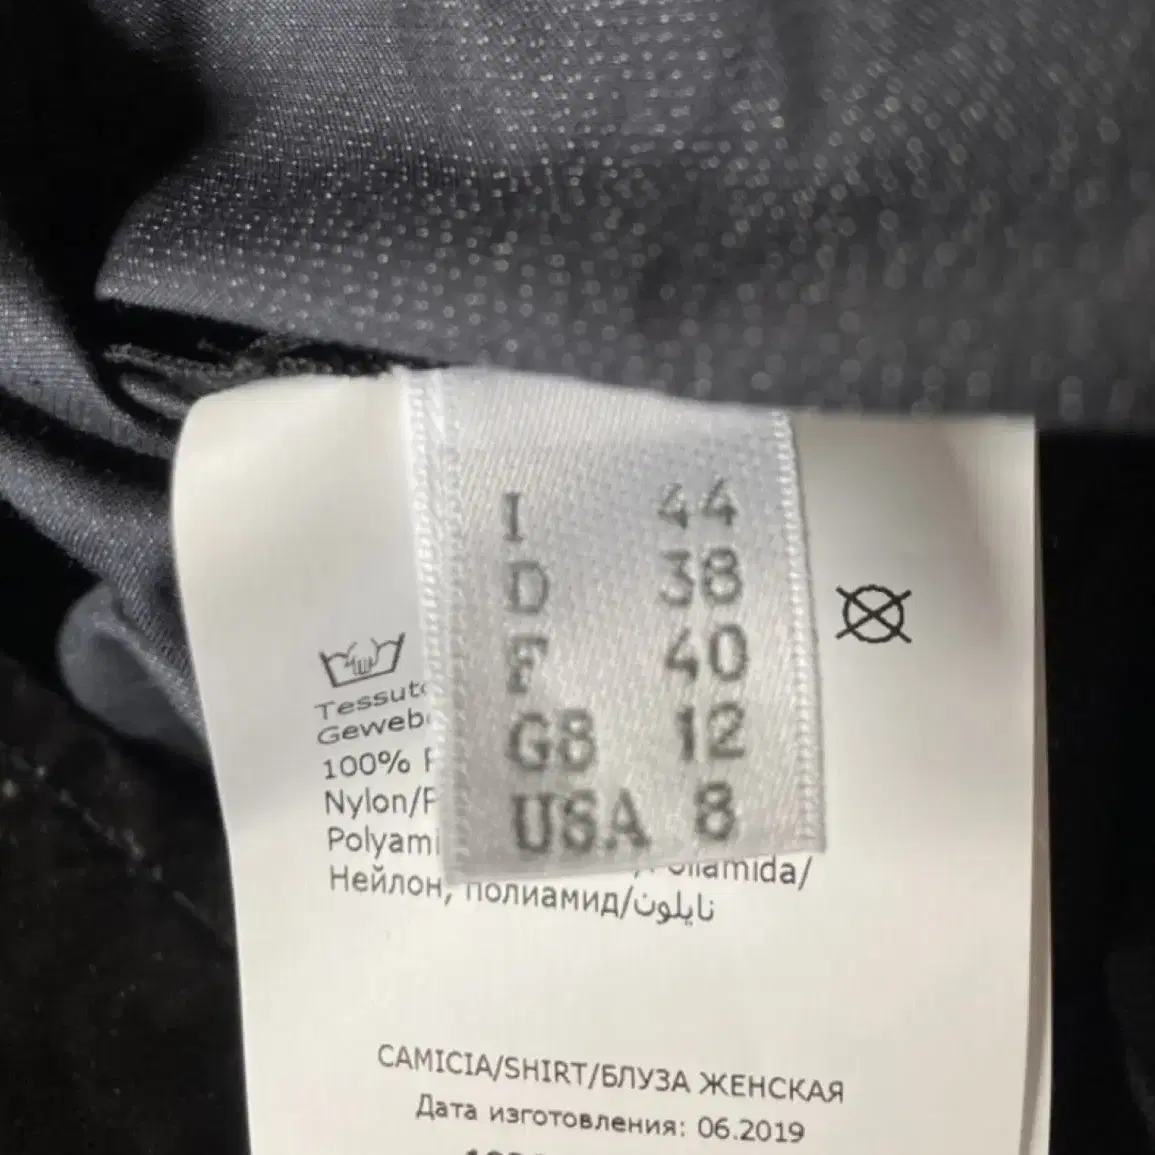 I 44
D 38
F 40
GB 12
USA 8
Tessut
Geweb
100%
Nylon/
Polyami
amida/
Нейлон, полиамид/نايلون
CAMICIA/SHIRT/БЛУЗА ЖЕНСКАЯ
Дата изготовления: 06.2019